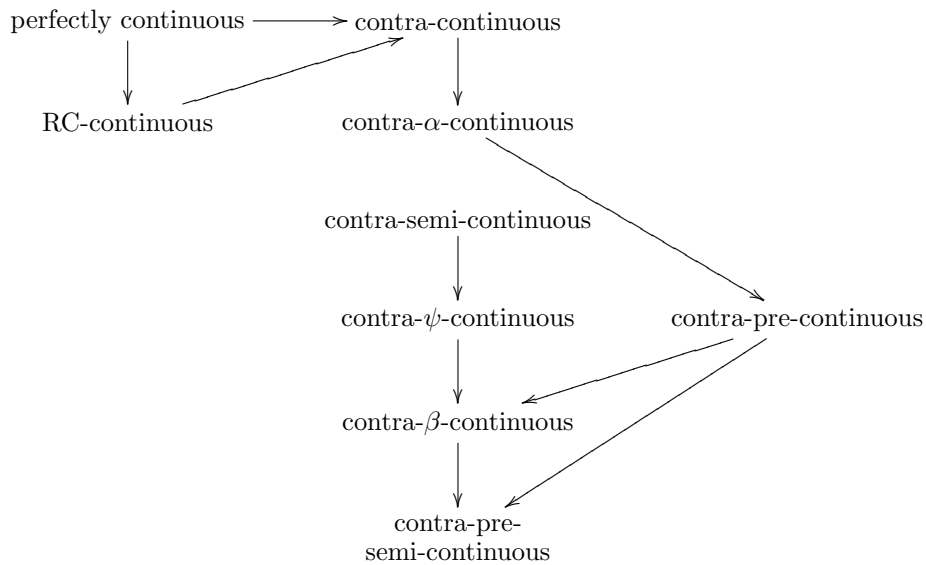 perfectly continuous
contra-continuous
RC-continuous
contra-α-continuous
contra-semi-continuous
contra-ψ-continuous
contra-pre-continuous
contra-β-continuous
contra-pre-
semi-continuous